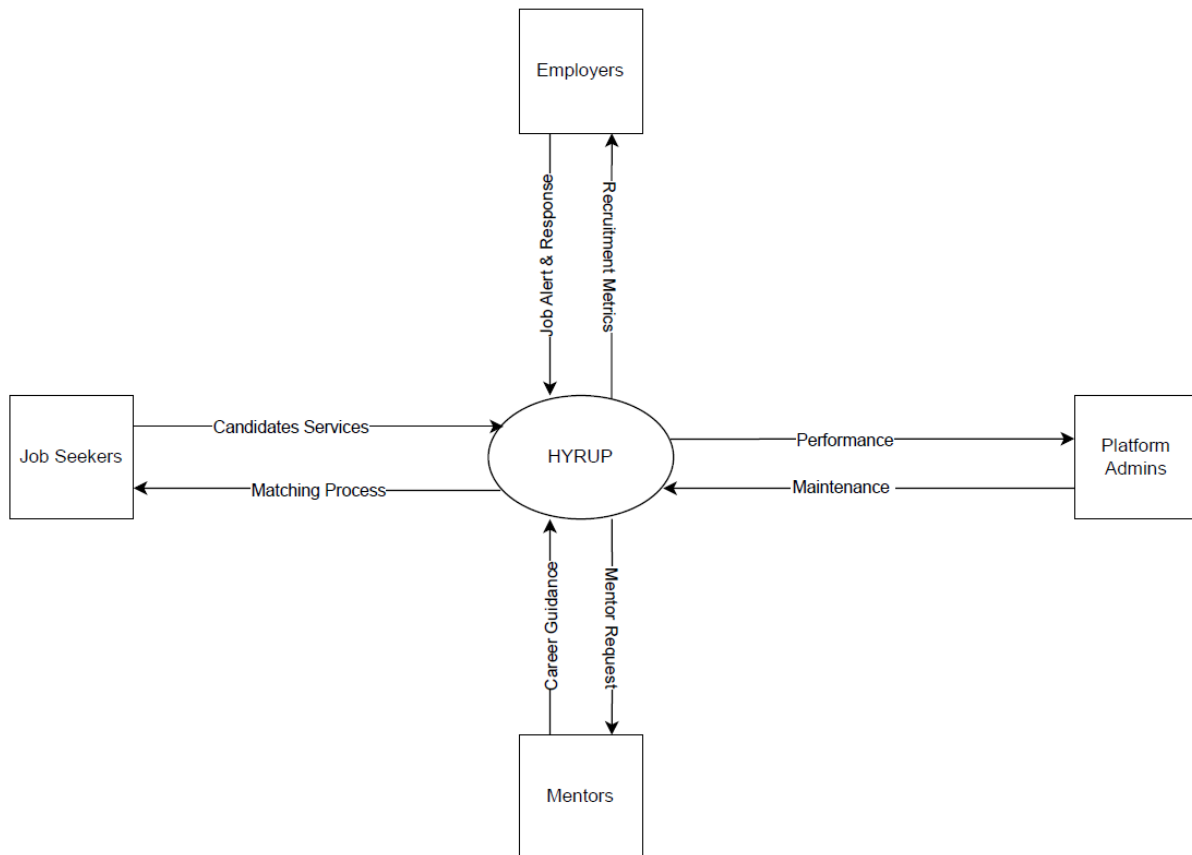 Employers
Job Alert & Response
Recruitment Metrics
Job Seekers
Candidates Services
Matching Process
HYRUP
Performance
Maintenance
Platform
Admins
Career Guidance
Mentor Request
Mentors